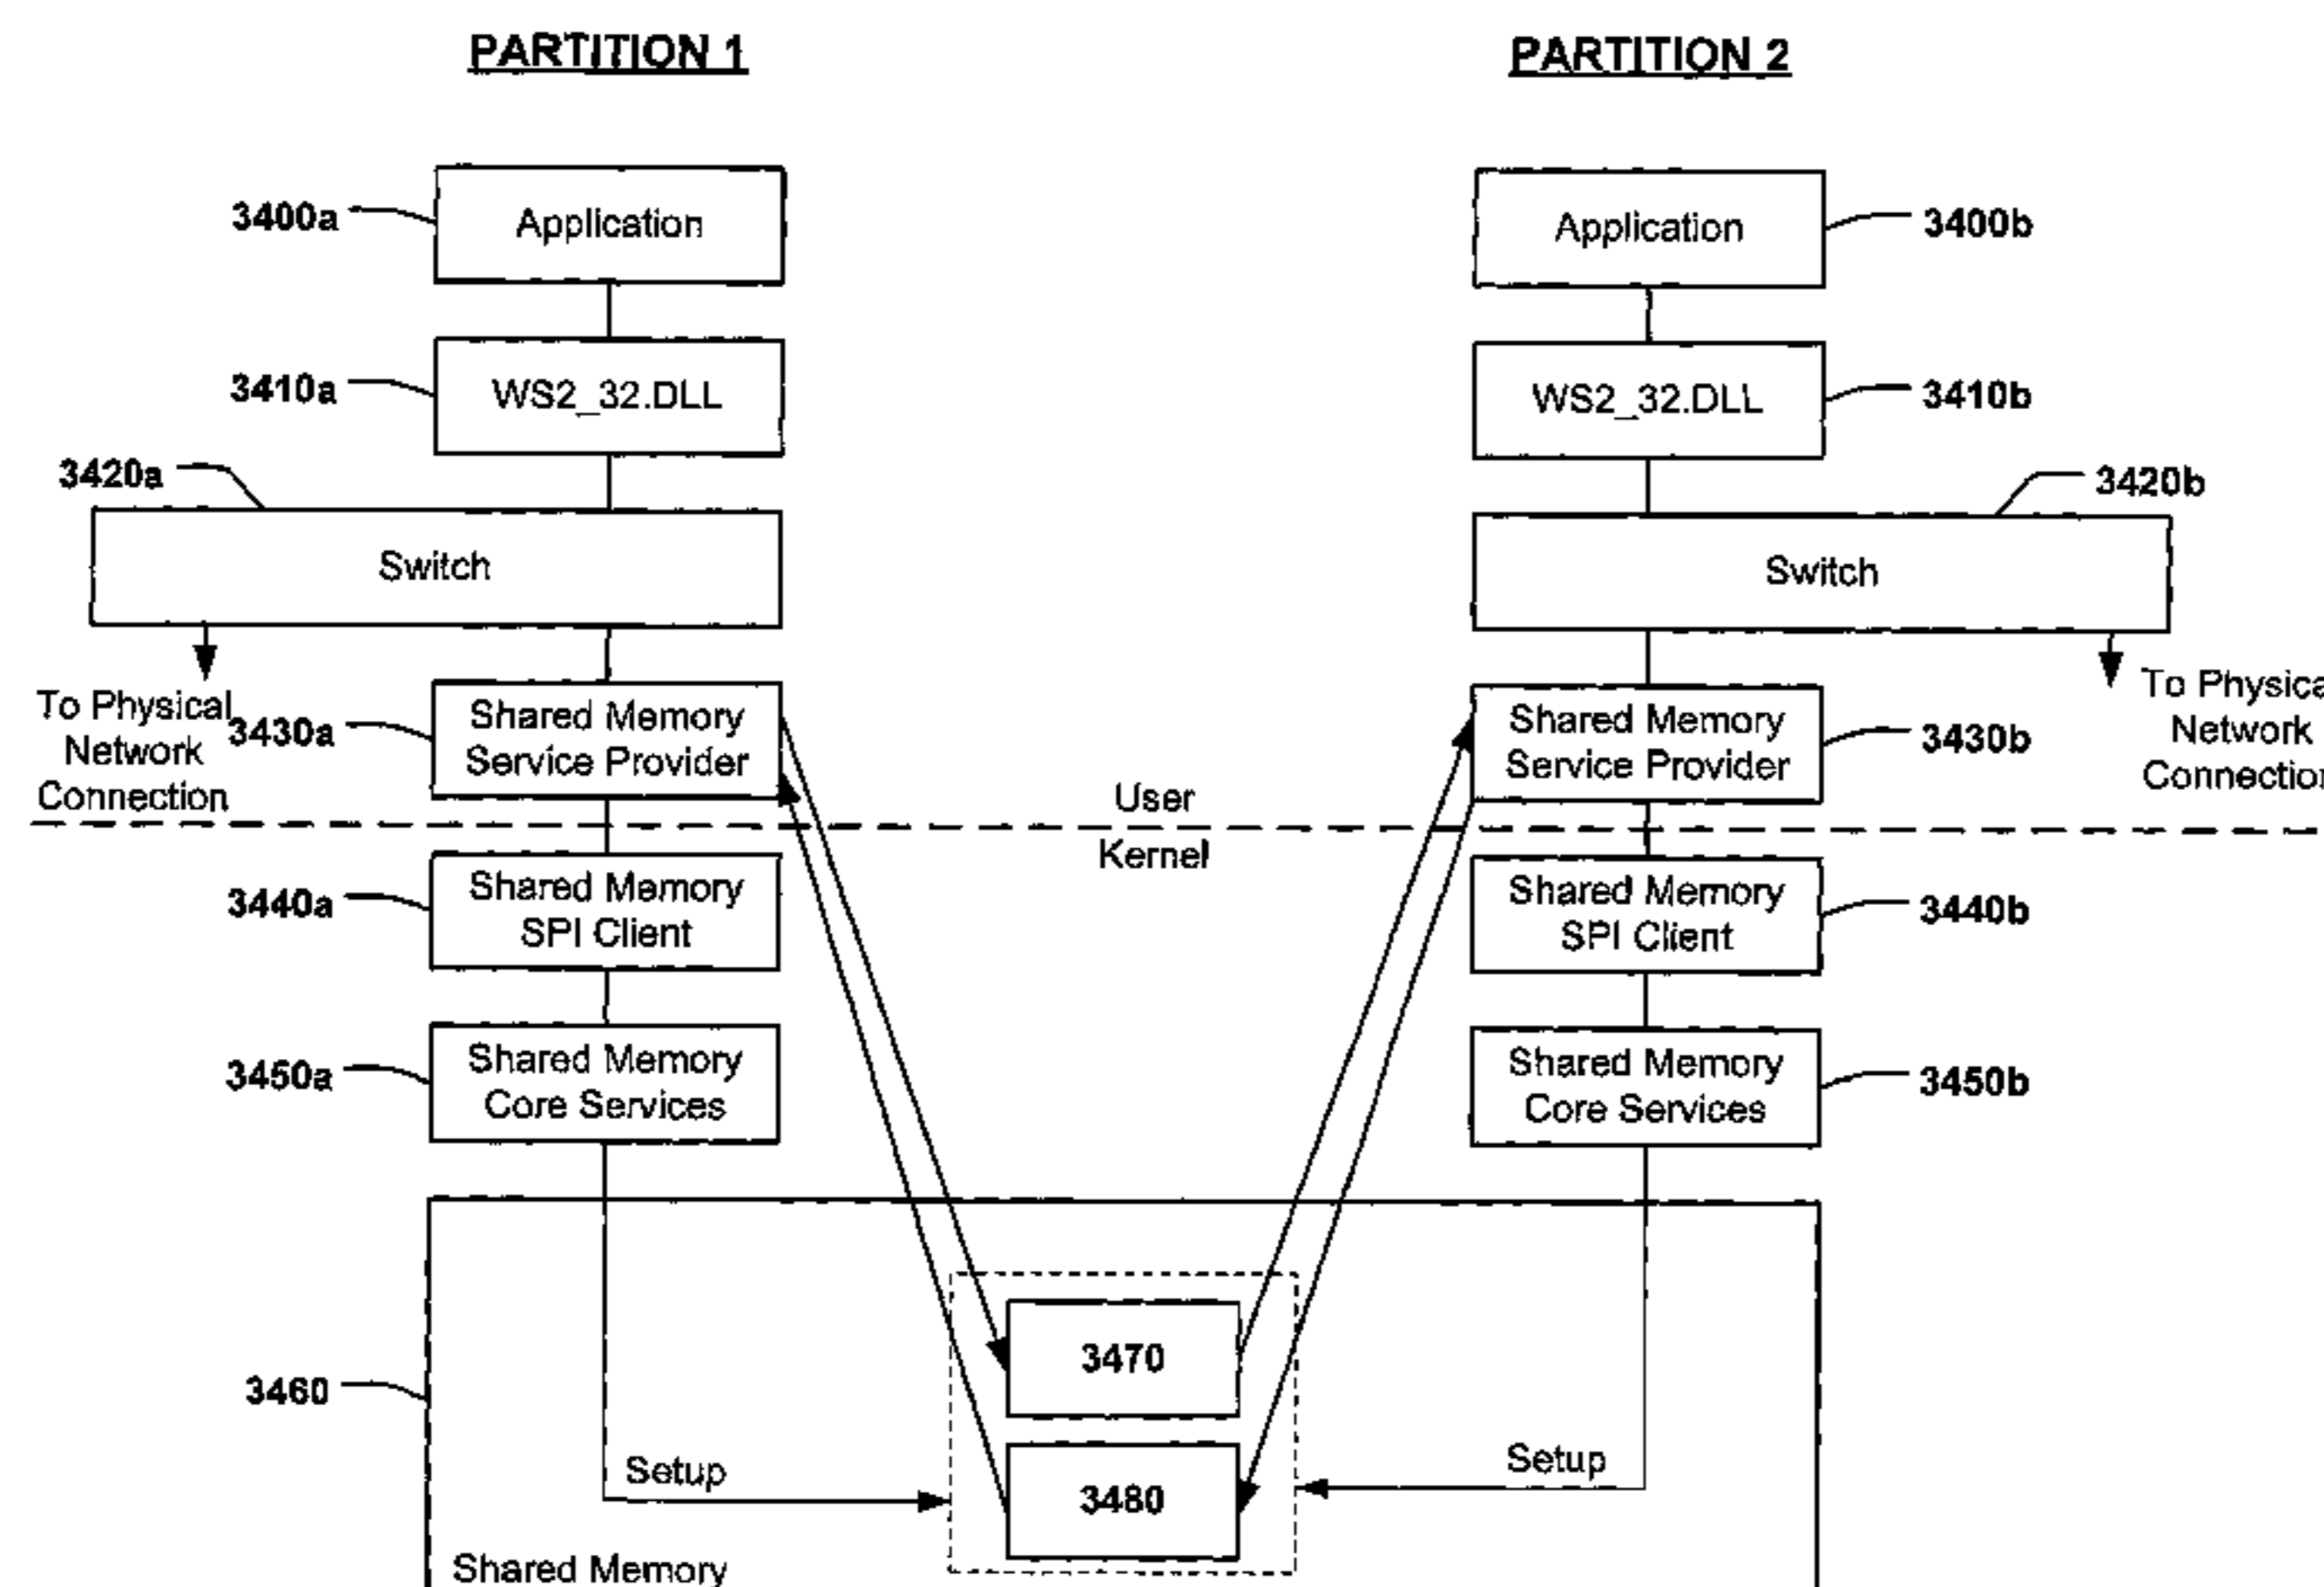 PARTITION 1
PARTITION 2
3400a
Application
Application
3400b
3410a
WS2_32.DLL
WS2_32.DLL
3410b
3420a
3420b
Switch
Switch
To Physical
Network
Connection
3430a
Shared Memory
Service Provider
Shared Memory
Service Provider
3430b
To Physica
Network
Connection
User
Kernel
3440a
Shared Memory
SPI Client
Shared Memory
SPI Client
3440b
3450a
Shared Memory
Core Services
Shared Memory
Core Services
3450b
3460
3470
3480
Setup
Setup
Shared Memory